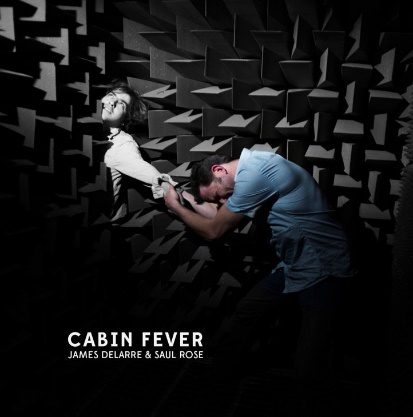 CABIN FEVER
JAMES DELARRE & SAUL ROSE